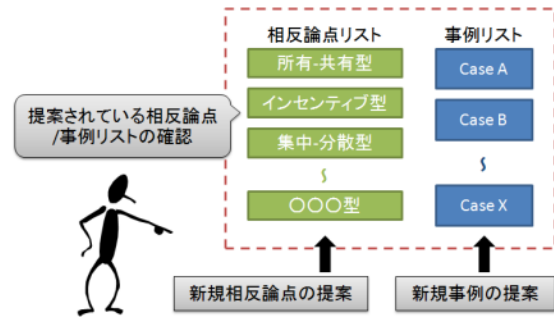 相反論点リスト
事例リスト
所有-共有型
インセンティブ型
集中-分散型
〇〇〇型
Case A
Case B
Case X
提案されている相反論点
/事例リストの確認
新規相反論点の提案
新規事例の提案